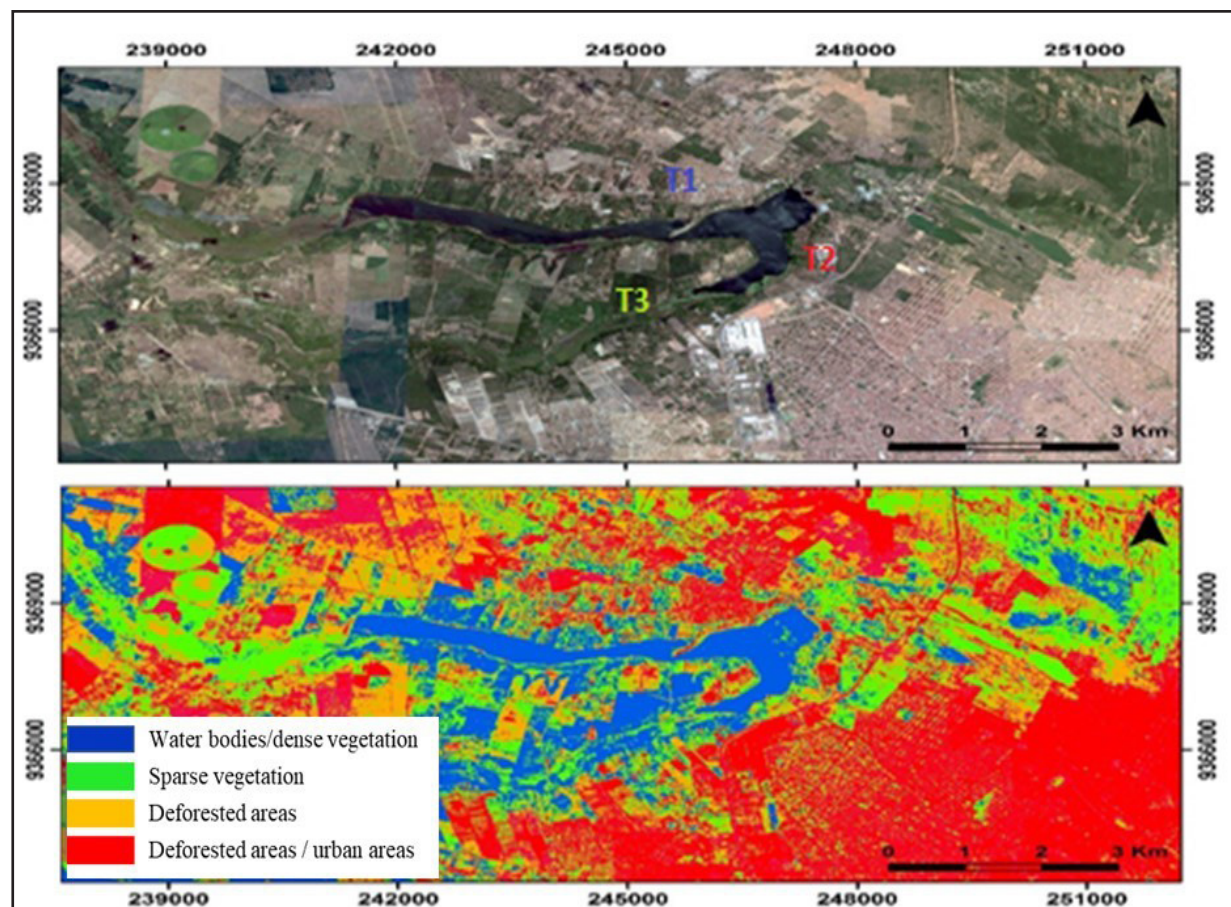 239000 242000 245000 248000 251000
N
9369000 9369000
T1
T2
T3
9366000 9366000
0 1 2 3 Km
N
9369000 9369000
9366000 9366000
Water bodies/dense vegetation
Sparse vegetation
Deforested areas
Deforested areas / urban areas
0 1 2 3 Km
239000 242000 245000 248000 251000